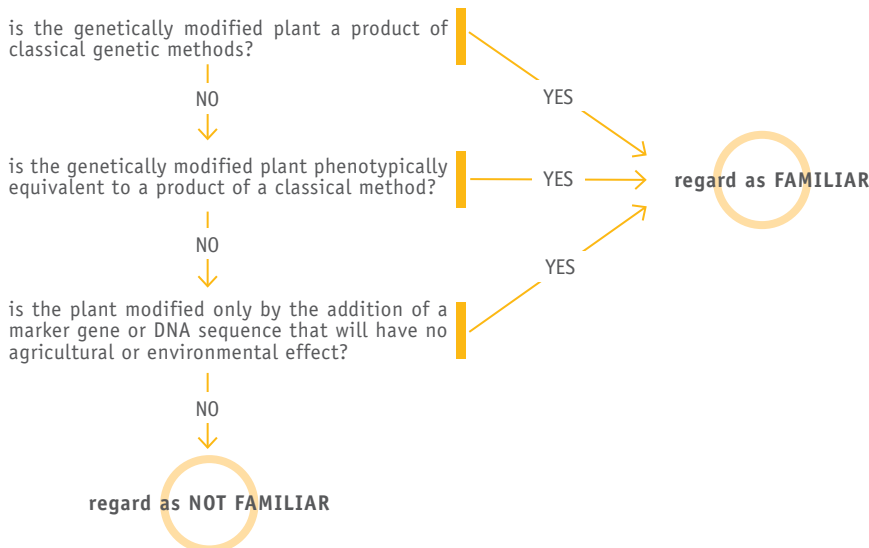 is the genetically modified plant a product of
classical genetic methods?
NO
YES
is the genetically modified plant phenotypically
equivalent to a product of a classical method?
YES
regard as FAMILIAR
NO
YES
is the plant modified only by the addition of a
marker gene or DNA sequence that will have no
agricultural or environmental effect?
NO
regard as NOT FAMILIAR